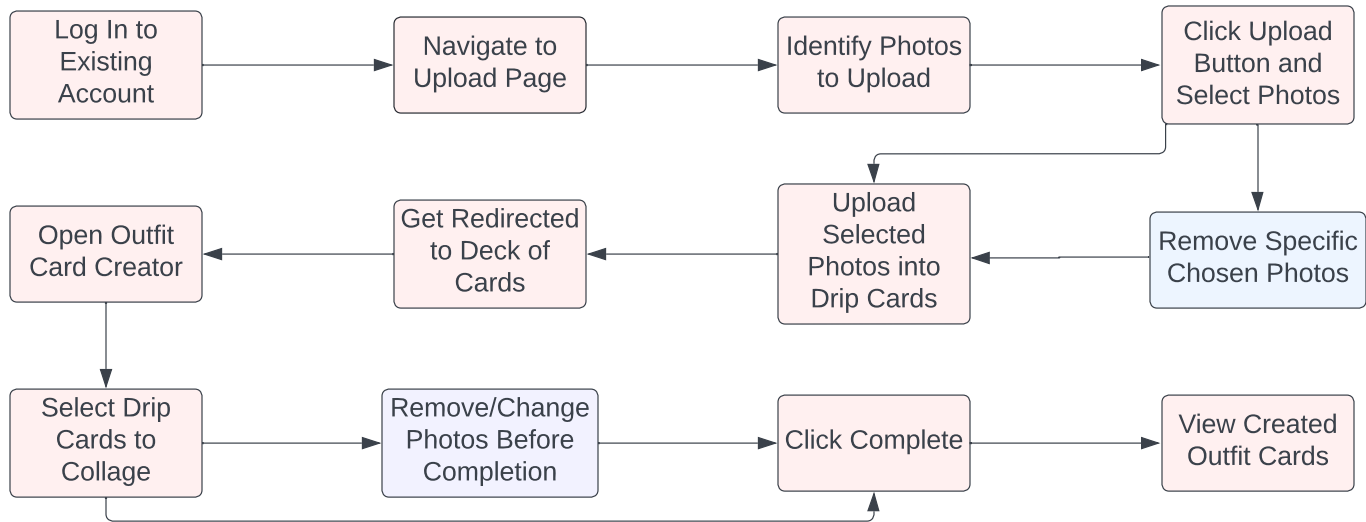 Log In to
Existing
Account
Navigate to
Upload Page
Identify Photos
to Upload
Click Upload
Button and
Select Photos
Open Outfit
Card Creator
Get Redirected
to Deck of
Cards
Upload
Selected
Photos into
Drip Cards
Remove Specific
Chosen Photos
Select Drip
Cards to
Collage
Remove/Change
Photos Before
Completion
Click Complete
View Created
Outfit Cards